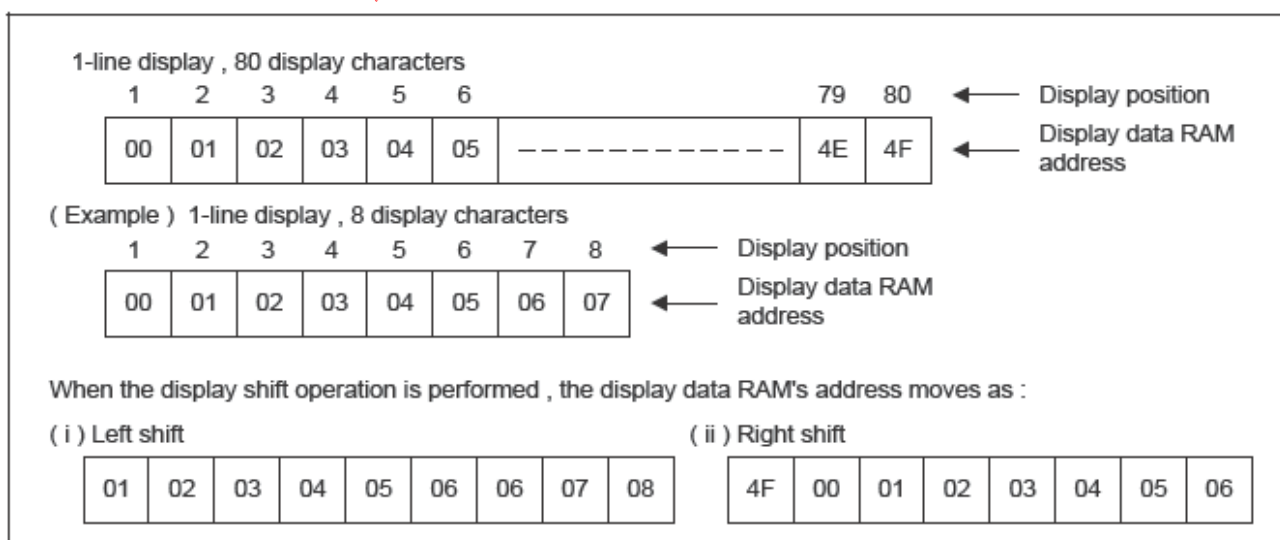 1-line display , 80 display characters
1 2 3 4 5 6 79 80 Display position
00 01 02 03 04 05 4E 4F Display data RAM address
( Example ) 1-line display , 8 display characters
1 2 3 4 5 6 7 8 Display position
00 01 02 03 04 05 06 07 Display data RAM address
When the display shift operation is performed , the display data RAM's address moves as :
( i ) Left shift ( ii ) Right shift
01 02 03 04 05 06 06 07 08 4F 00 01 02 03 04 05 06